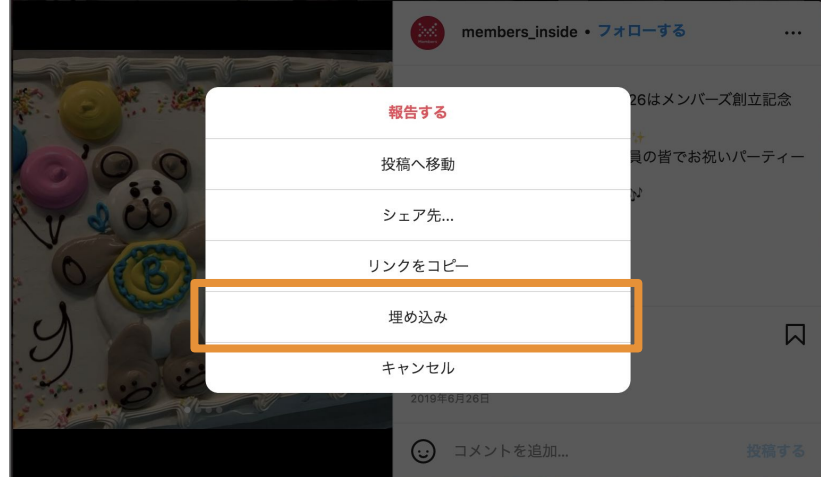 members_inside • フォローする
26はメンバーズ創立記念
員の皆でお祝いパーティー
報告する
投稿へ移動
シェア先...
リンクをコピー
埋め込み
キャンセル
B
2019年6月26日
コメントを追加...
投稿する